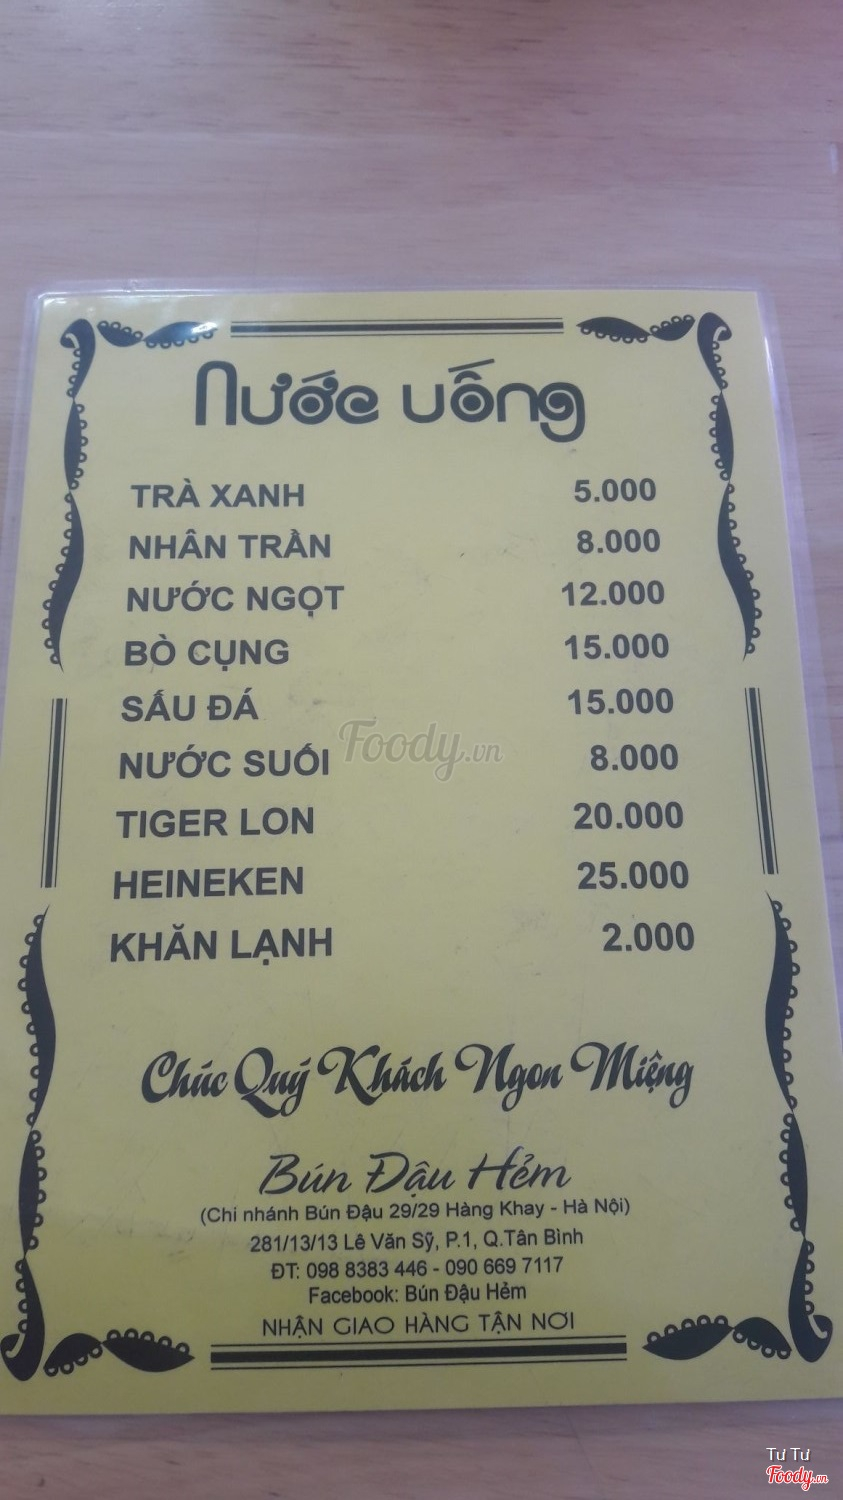 Nước uống
TRÀ XANH 5.000
NHÂN TRẦN 8.000
NƯỚC NGỌT 12.000
BÒ CỤNG 15.000
SẤU ĐÁ 15.000
NƯỚC SUỐI 8.000
Foody.vn
TIGER LON 20.000
HEINEKEN 25.000
KHĂN LẠNH 2.000
Chúc Quý Khách Ngon Miệng
Bún Đậu Hẻm
(Chi nhánh Bún Đậu 29/29 Hàng Khay - Hà Nội)
281/13/13 Lê Văn Sỹ, P.1, Q.Tân Bình
ĐT: 098 8383 446 - 090 669 7117
Facebook: Bún Đậu Hẻm
NHẬN GIAO HÀNG TẬN NƠI
Tư Tư
Foody.vn